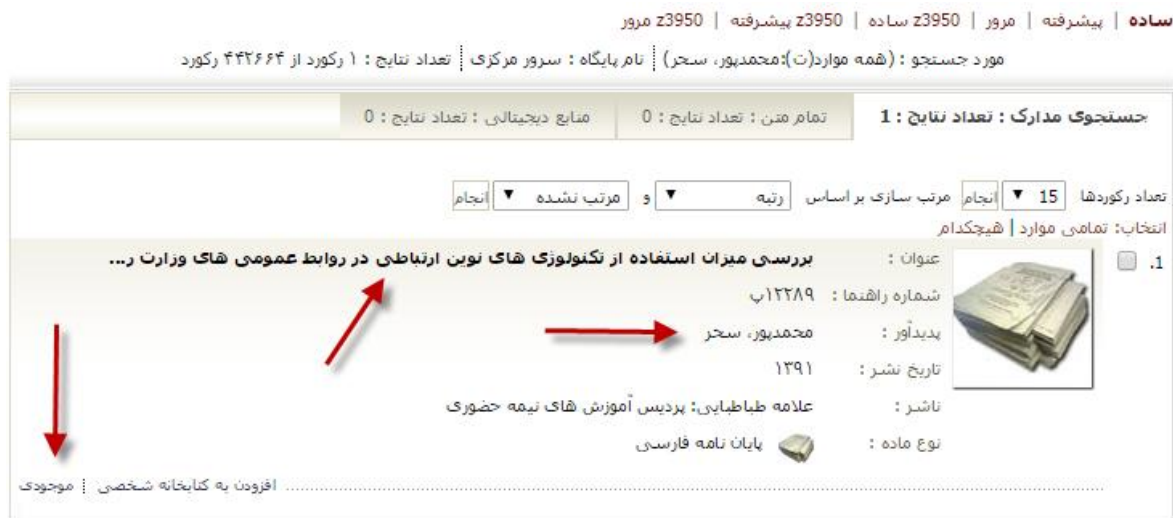 ساده | پیشرفته | مرور | z3950 ساده | z3950 پیشرفته | z3950 مرور
مورد جستجو : (همه موارد(ت):محمدپور، سحر) | نام پایگاه : سرور مرکزی | تعداد نتایج : ۱ رکورد از ۴۴۲۶۶۴ رکورد
جستجوی مدارک : تعداد نتایج : 1 تمام متن : تعداد نتایج : 0 منابع دیجیتالی : تعداد نتایج : 0
تعداد رکوردها 15 انجام مرتب سازی بر اساس رتبه و مرتب نشده انجام
انتخاب: تمامی موارد | هیچکدام
1. عنوان : بررسی میزان استفاده از تکنولوژی های نوین ارتباطی در روابط عمومی های وزارت ر...
شماره راهنما : ۱۲۲۸۹پ
پدیدآور : محمدپور، سحر
تاریخ نشر : ۱۳۹۱
ناشر : علامه طباطبایی: پردیس آموزش های نیمه حضوری
نوع ماده : پایان نامه فارسی
افزودن به کتابخانه شخصی | موجودی